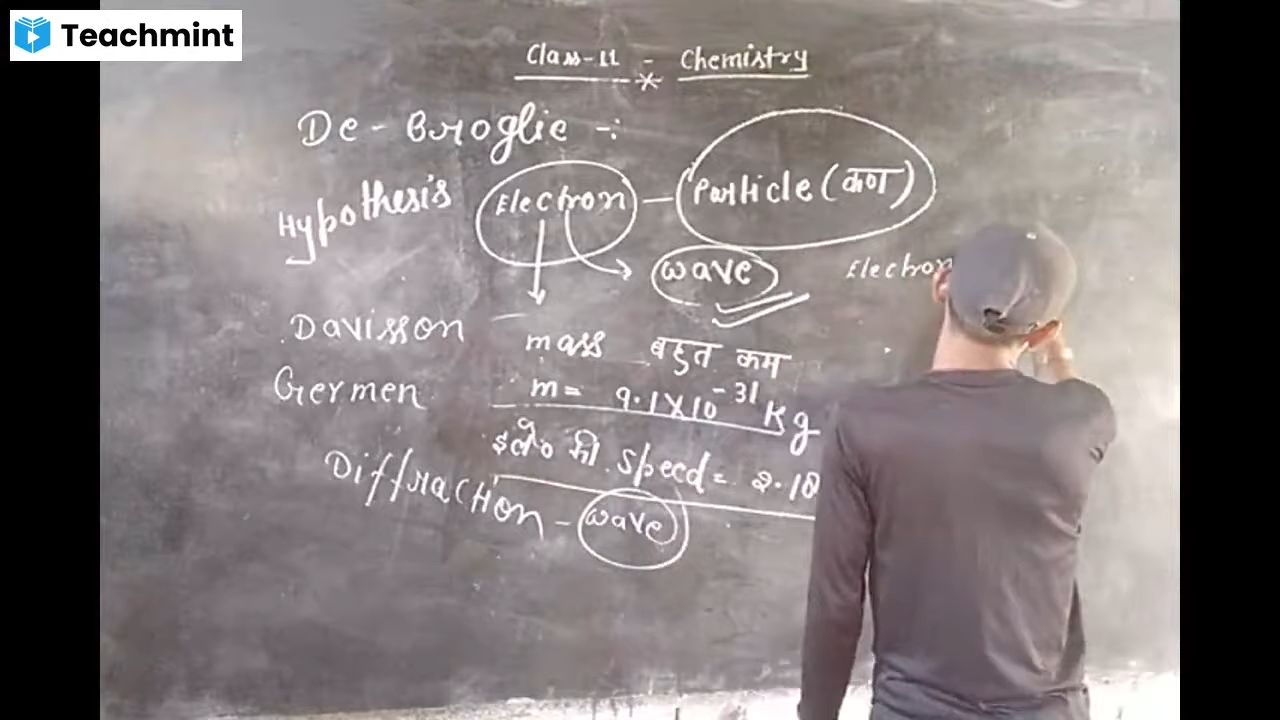 Teachmint
Class-11 - Chemistry
De-Broglie -:
Hypothesis
Electron - Particle (कण)
wave
Electron
Davisson
mass बहुत कम
Germen
m = 9.1X10^-31 Kg
इले० की speed = 2.18
Diffraction - wave